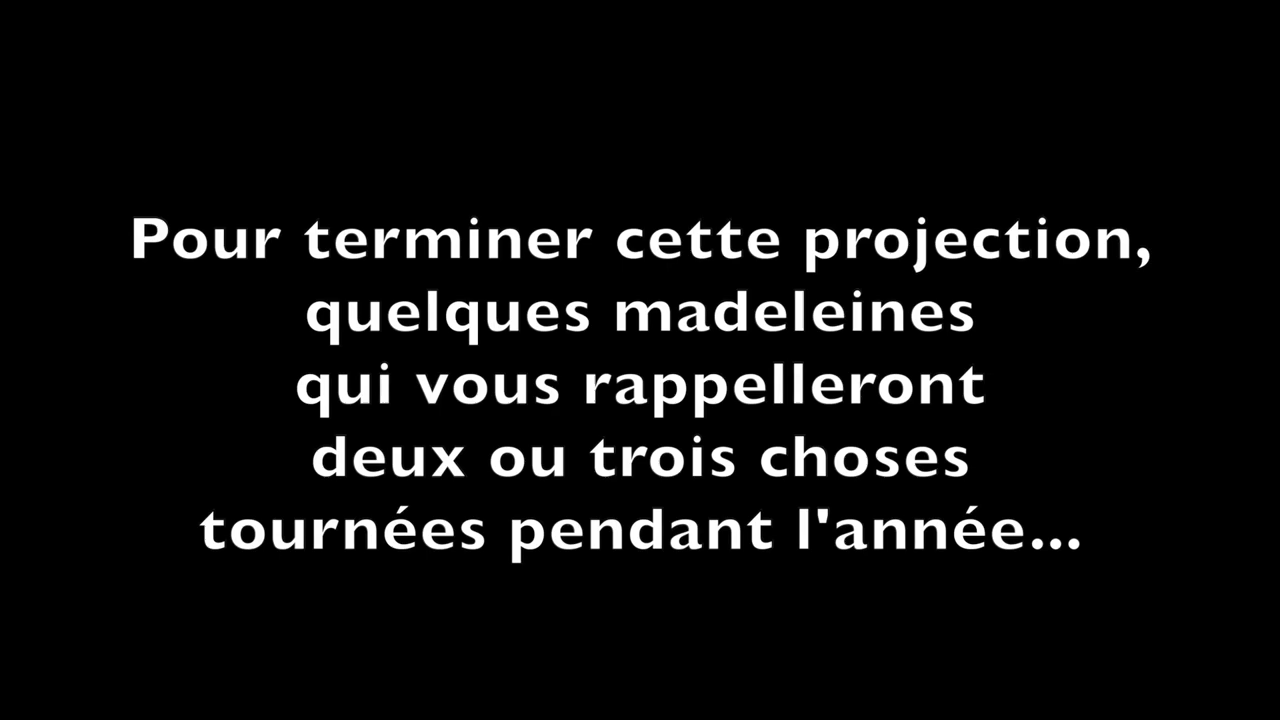 Pour terminer cette projection,
quelques madeleines
qui vous rappelleront
deux ou trois choses
tournées pendant l'année...